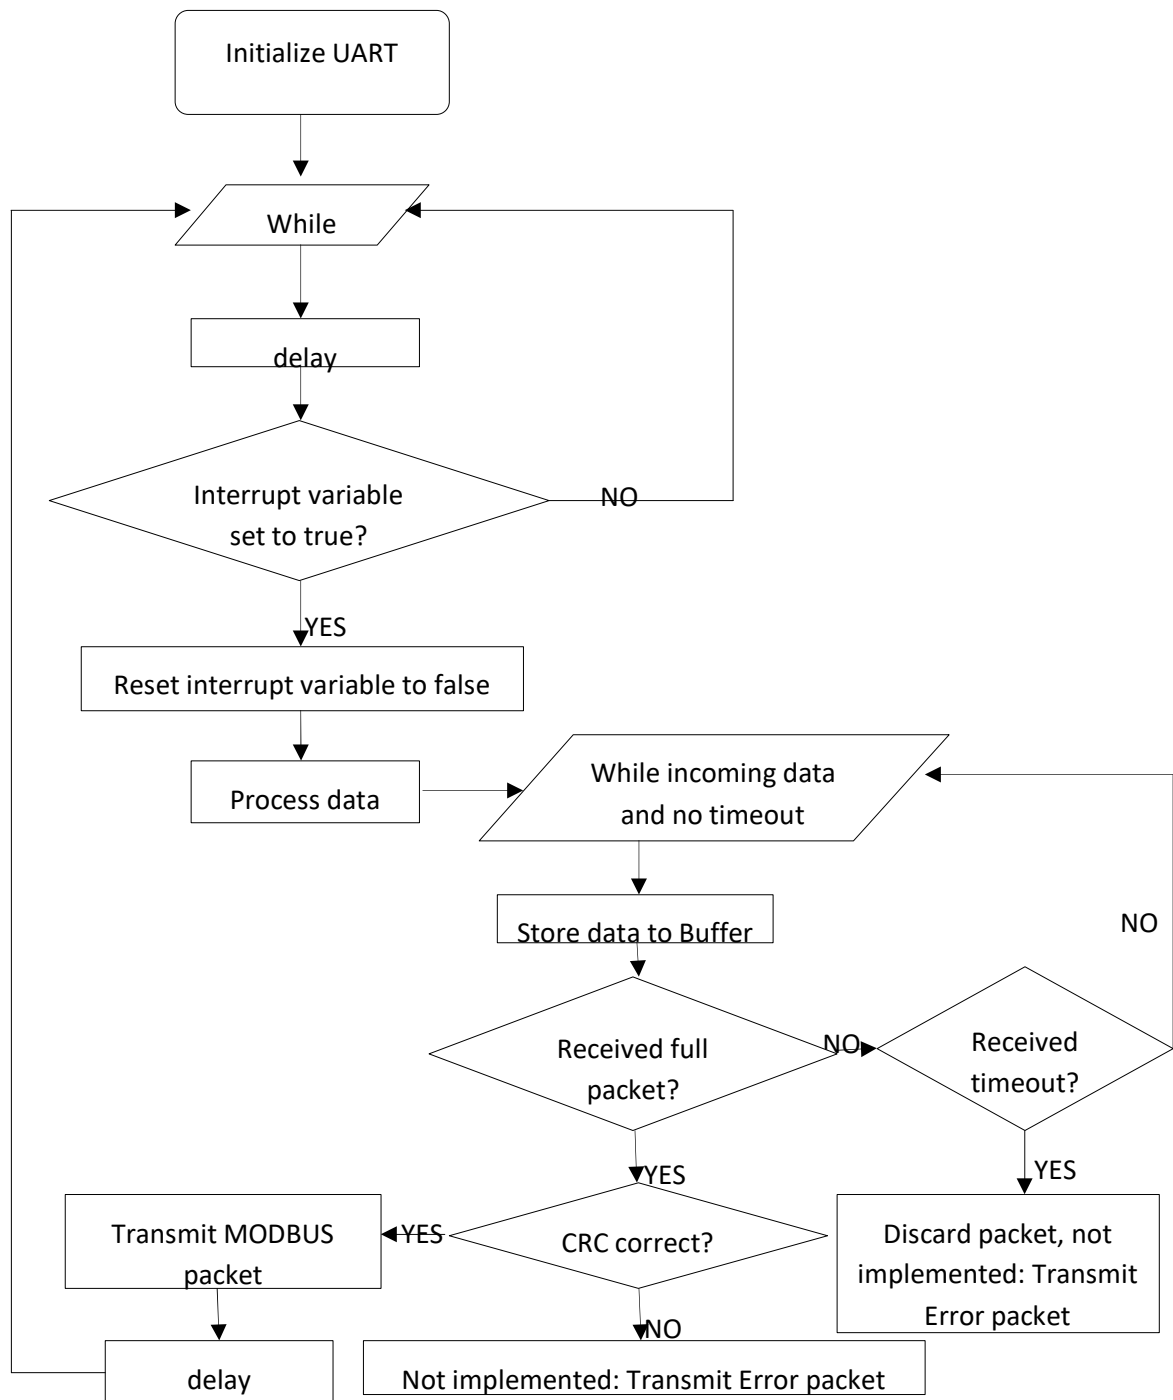 Initialize UART
While
delay
Interrupt variable
set to true?
NO
YES
Reset interrupt variable to false
Process data
While incoming data
and no timeout
Store data to Buffer
NO
Received full
packet?
NO
Received
timeout?
YES
YES
Transmit MODBUS
packet
YES
CRC correct?
Discard packet, not
implemented: Transmit
Error packet
NO
delay
Not implemented: Transmit Error packet